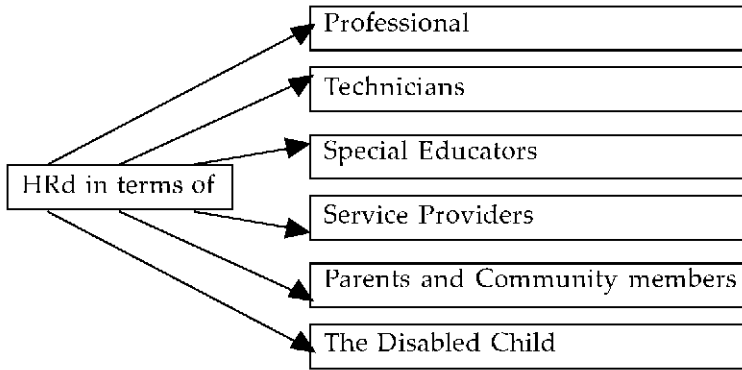 Professional
Technicians
Special Educators
HRd in terms of
Service Providers
Parents and Community members
The Disabled Child